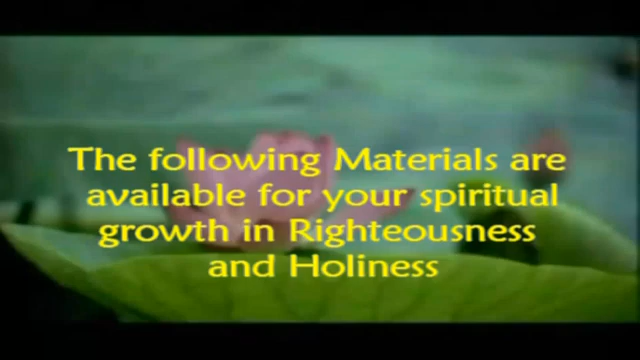 The following Materials are
available for your spiritual
growth in Righteousness
and Holiness